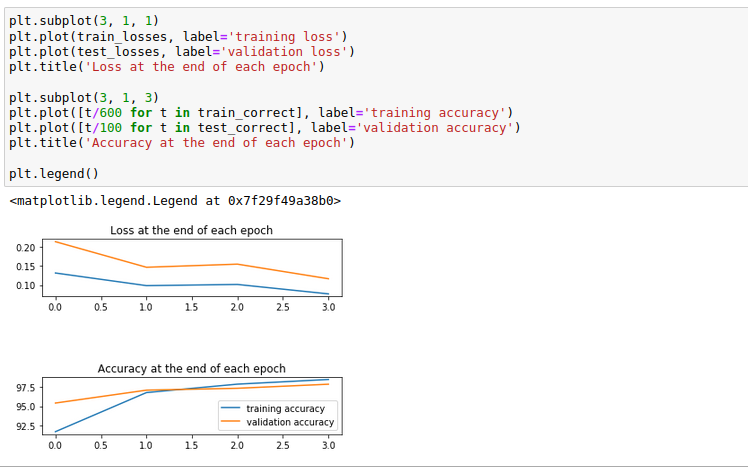 plt.subplot(3, 1, 1)
plt.plot(train_losses, label='training loss')
plt.plot(test_losses, label='validation loss')
plt.title('Loss at the end of each epoch')
plt.subplot(3, 1, 3)
plt.plot([t/600 for t in train_correct], label='training accuracy')
plt.plot([t/100 for t in test_correct], label='validation accuracy')
plt.title('Accuracy at the end of each epoch')
plt.legend()
<matplotlib.legend.Legend at 0x7f29f49a38b0>
Loss at the end of each epoch
0.20
0.15
0.10
0.0 0.5 1.0 1.5 2.0 2.5 3.0
Accuracy at the end of each epoch
97.5
95.0
92.5
training accuracy
validation accuracy
0.0 0.5 1.0 1.5 2.0 2.5 3.0